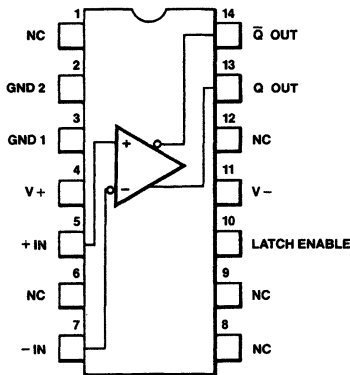 1
NC
2
GND 2
3
GND 1
4
V +
5
+ IN
6
NC
7
− IN
14
Q̅ OUT
13
Q OUT
12
NC
11
V −
10
LATCH ENABLE
9
NC
8
NC
+
−